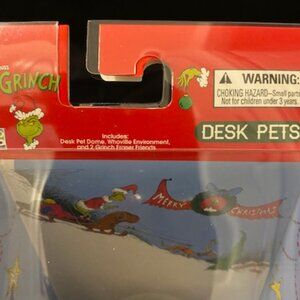 GRINCH
WARNING:
CHOKING HAZARD—Small parts
Not for children under 3 years.
DESK PETS
Includes:
Desk Pet Dome, Whoville Environment,
and 2 Grinch Eraser Friends
MERRY CHRISTMAS